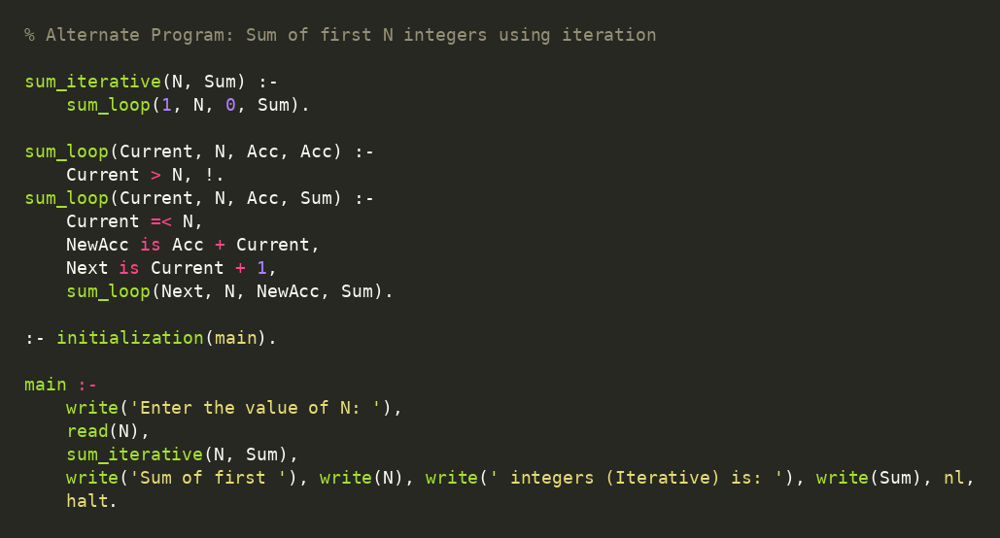 % Alternate Program: Sum of first N integers using iteration

sum_iterative(N, Sum) :-
    sum_loop(1, N, 0, Sum).

sum_loop(Current, N, Acc, Acc) :-
    Current > N, !.
sum_loop(Current, N, Acc, Sum) :-
    Current =< N,
    NewAcc is Acc + Current,
    Next is Current + 1,
    sum_loop(Next, N, NewAcc, Sum).

:- initialization(main).

main :-
    write('Enter the value of N: '),
    read(N),
    sum_iterative(N, Sum),
    write('Sum of first '), write(N), write(' integers (Iterative) is: '), write(Sum), nl,
    halt.